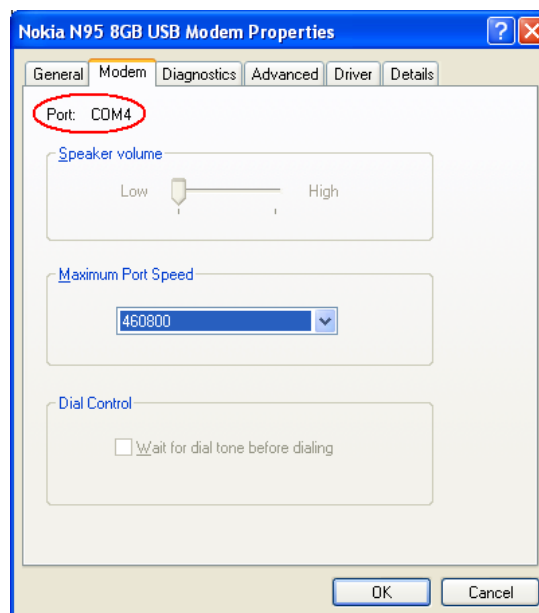 Nokia N95 8GB USB Modem Properties
General Modem Diagnostics Advanced Driver Details
Port: COM4
Speaker volume
Low High
Maximum Port Speed
460800
Dial Control
Wait for dial tone before dialing
OK Cancel